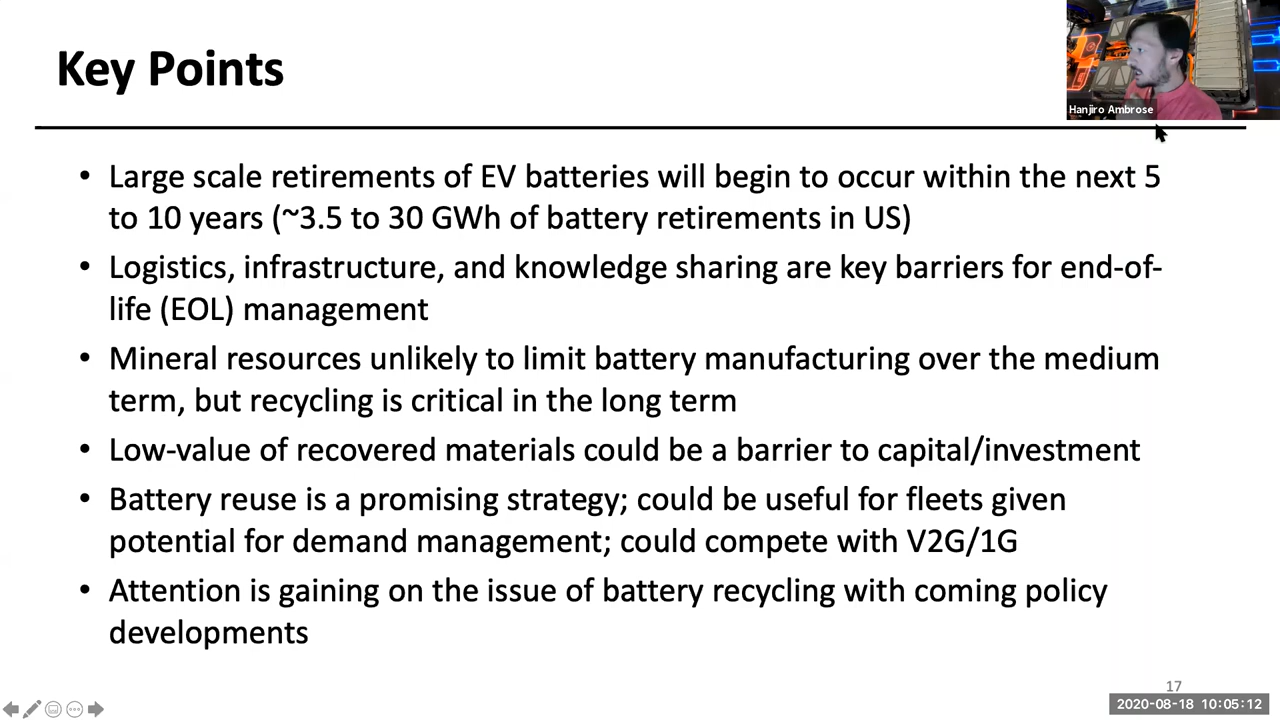 Key Points
Hanjiro Ambrose
• Large scale retirements of EV batteries will begin to occur within the next 5
to 10 years (~3.5 to 30 GWh of battery retirements in US)
• Logistics, infrastructure, and knowledge sharing are key barriers for end-of-
life (EOL) management
• Mineral resources unlikely to limit battery manufacturing over the medium
term, but recycling is critical in the long term
• Low-value of recovered materials could be a barrier to capital/investment
• Battery reuse is a promising strategy; could be useful for fleets given
potential for demand management; could compete with V2G/1G
• Attention is gaining on the issue of battery recycling with coming policy
developments
17
2020-08-18 10:05:12